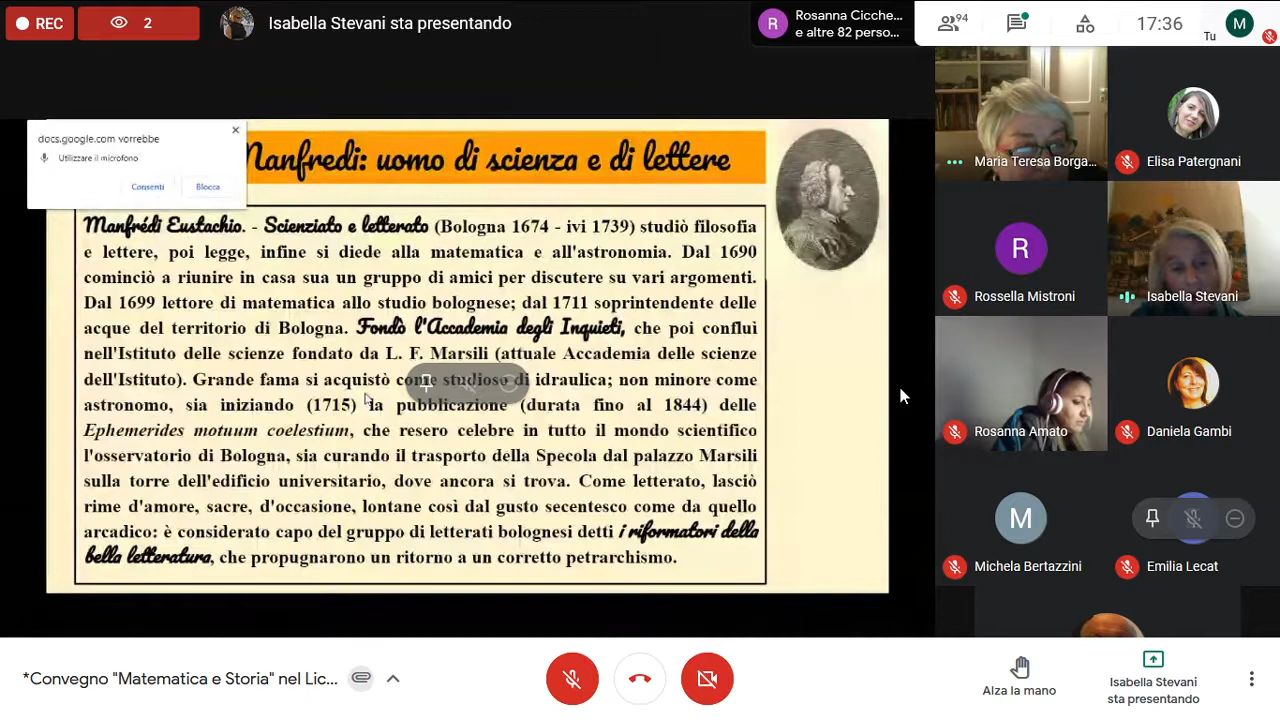 REC
2
Isabella Stevani sta presentando
R
Rosanna Cicche...
e altre 82 perso...
94
17:36
Tu
M
docs.google.com vorrebbe
Utilizzare il microfono
Consenti
Blocca
Manfredi: uomo di scienza e di lettere
Manfrédi Eustachio. - Scienziato e letterato (Bologna 1674 - ivi 1739) studiò filosofia
e lettere, poi legge, infine si diede alla matematica e all'astronomia. Dal 1690
cominciò a riunire in casa sua un gruppo di amici per discutere su vari argomenti.
Dal 1699 lettore di matematica allo studio bolognese; dal 1711 soprintendente delle
acque del territorio di Bologna. Fondò l'Accademia degli Inquieti, che poi confluì
nell'Istituto delle scienze fondato da L. F. Marsili (attuale Accademia delle scienze
dell'Istituto). Grande fama si acquistò come studioso di idraulica; non minore come
astronomo, sia iniziando (1715) la pubblicazione (durata fino al 1844) delle
Ephemerides motuum coelestium, che resero celebre in tutto il mondo scientifico
l'osservatorio di Bologna, sia curando il trasporto della Specola dal palazzo Marsili
sulla torre dell'edificio universitario, dove ancora si trova. Come letterato, lasciò
rime d'amore, sacre, d'occasione, lontane così dal gusto secentesco come da quello
arcadico: è considerato capo del gruppo di letterati bolognesi detti i riformatori della
bella letteratura, che propugnarono un ritorno a un corretto petrarchismo.
Maria Teresa Borga...
Elisa Patergnani
R
Rossella Mistroni
Isabella Stevani
Rosanna Amato
Daniela Gambi
M
Michela Bertazzini
Emilia Lecat
*Convegno "Matematica e Storia" nel Lic...
Alza la mano
Isabella Stevani
sta presentando